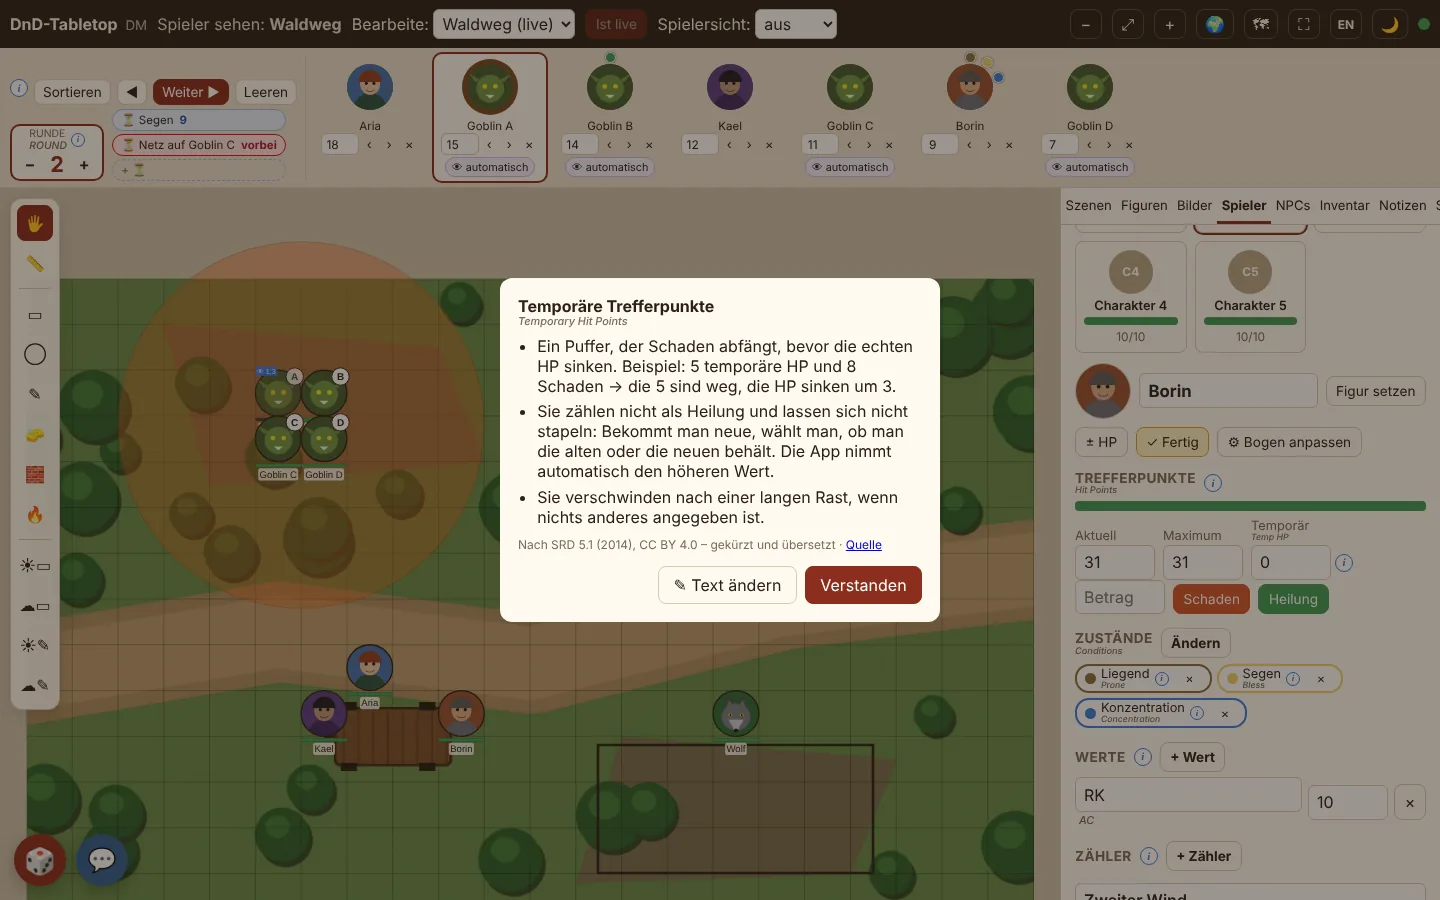 DnD-Tabletop DM Spieler sehen: Waldweg Bearbeite: Waldweg (live) Ist live Spielersicht: aus EN
Sortieren Weiter Leeren
RUNDE
ROUND
− 2 +
Segen 9
Netz auf Goblin C vorbei
+
Aria
18
Goblin A
15
automatisch
Goblin B
14
automatisch
Kael
12
Goblin C
11
automatisch
Borin
9
Goblin D
7
automatisch
Szenen Figuren Bilder Spieler NPCs Inventar Notizen
C4
Charakter 4
10/10
C5
Charakter 5
10/10
Borin
Figur setzen
± HP
✓ Fertig
Bogen anpassen
TREFFERPUNKTE
Hit Points
Aktuell
Maximum
Temporär
Temp HP
31
31
0
Betrag
Schaden
Heilung
ZUSTÄNDE
Conditions
Ändern
Liegend
Prone
Segen
Bless
Konzentration
Concentration
WERTE
+ Wert
RK
10
AC
ZÄHLER
+ Zähler
Zweiter Wind
Temporäre Trefferpunkte
Temporary Hit Points
• Ein Puffer, der Schaden abfängt, bevor die echten
HP sinken. Beispiel: 5 temporäre HP und 8
Schaden → die 5 sind weg, die HP sinken um 3.
• Sie zählen nicht als Heilung und lassen sich nicht
stapeln: Bekommt man neue, wählt man, ob man
die alten oder die neuen behält. Die App nimmt
automatisch den höheren Wert.
• Sie verschwinden nach einer langen Rast, wenn
nichts anderes angegeben ist.
Nach SRD 5.1 (2014), CC BY 4.0 – gekürzt und übersetzt · Quelle
✎ Text ändern
Verstanden
A
B
C
D
Goblin C
Goblin D
Aria
Kael
Borin
Wolf